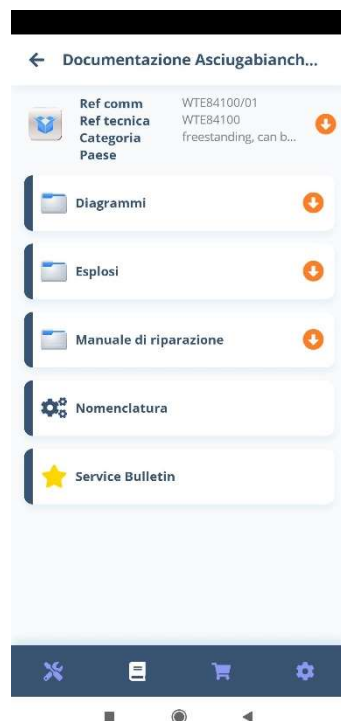 Documentazione Asciugabianch...
Ref comm WTE84100/01
Ref tecnica WTE84100
Categoria freestanding, can b...
Paese
Diagrammi
Esplosi
Manuale di riparazione
Nomenclatura
Service Bulletin